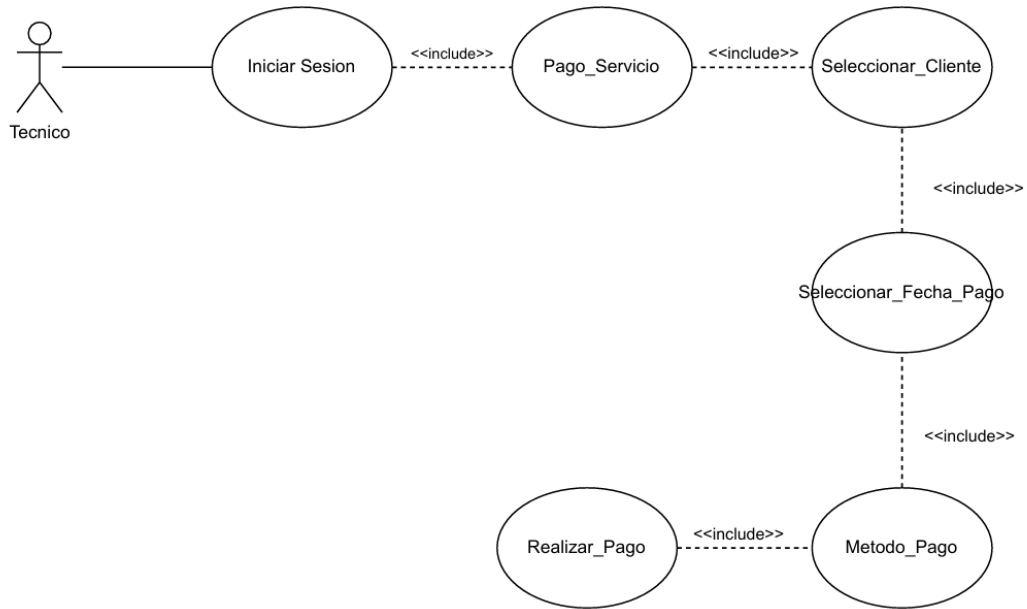 Tecnico
Iniciar Sesion
<<include>>
Pago_Servicio
<<include>>
Seleccionar_Cliente
<<include>>
Seleccionar_Fecha_Pago
<<include>>
Metodo_Pago
<<include>>
Realizar_Pago